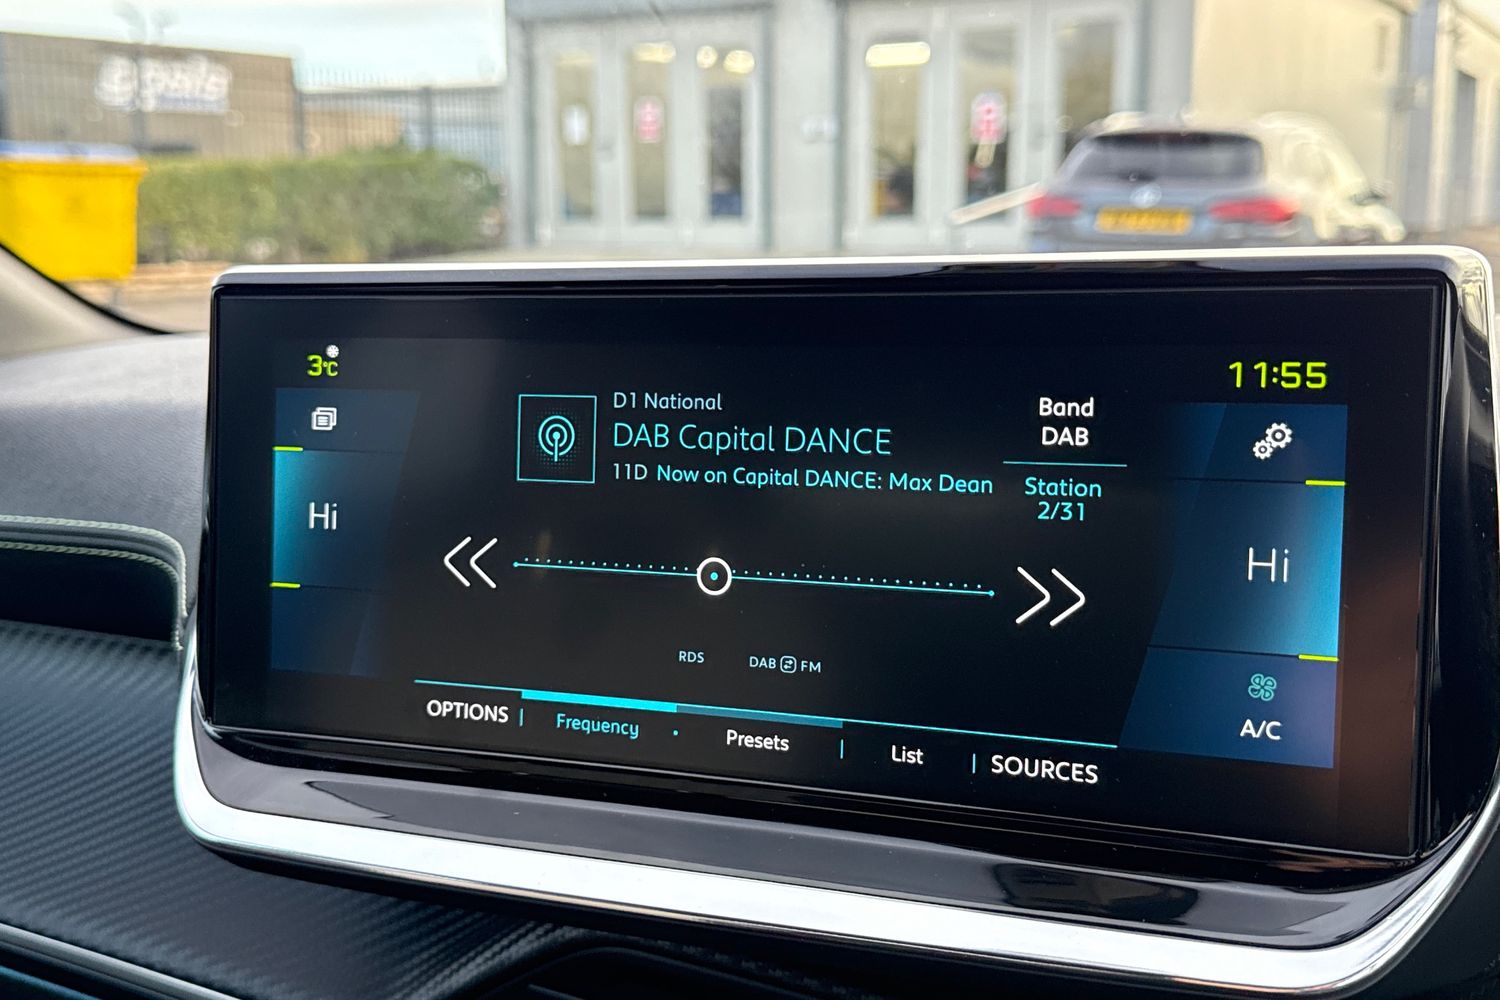 3°C
11:55
Hi
D1 National
DAB Capital DANCE
11D Now on Capital DANCE: Max Dean
Band
DAB
Station
2/31
Hi
RDS
DAB FM
A/C
OPTIONS
Frequency
Presets
List
SOURCES